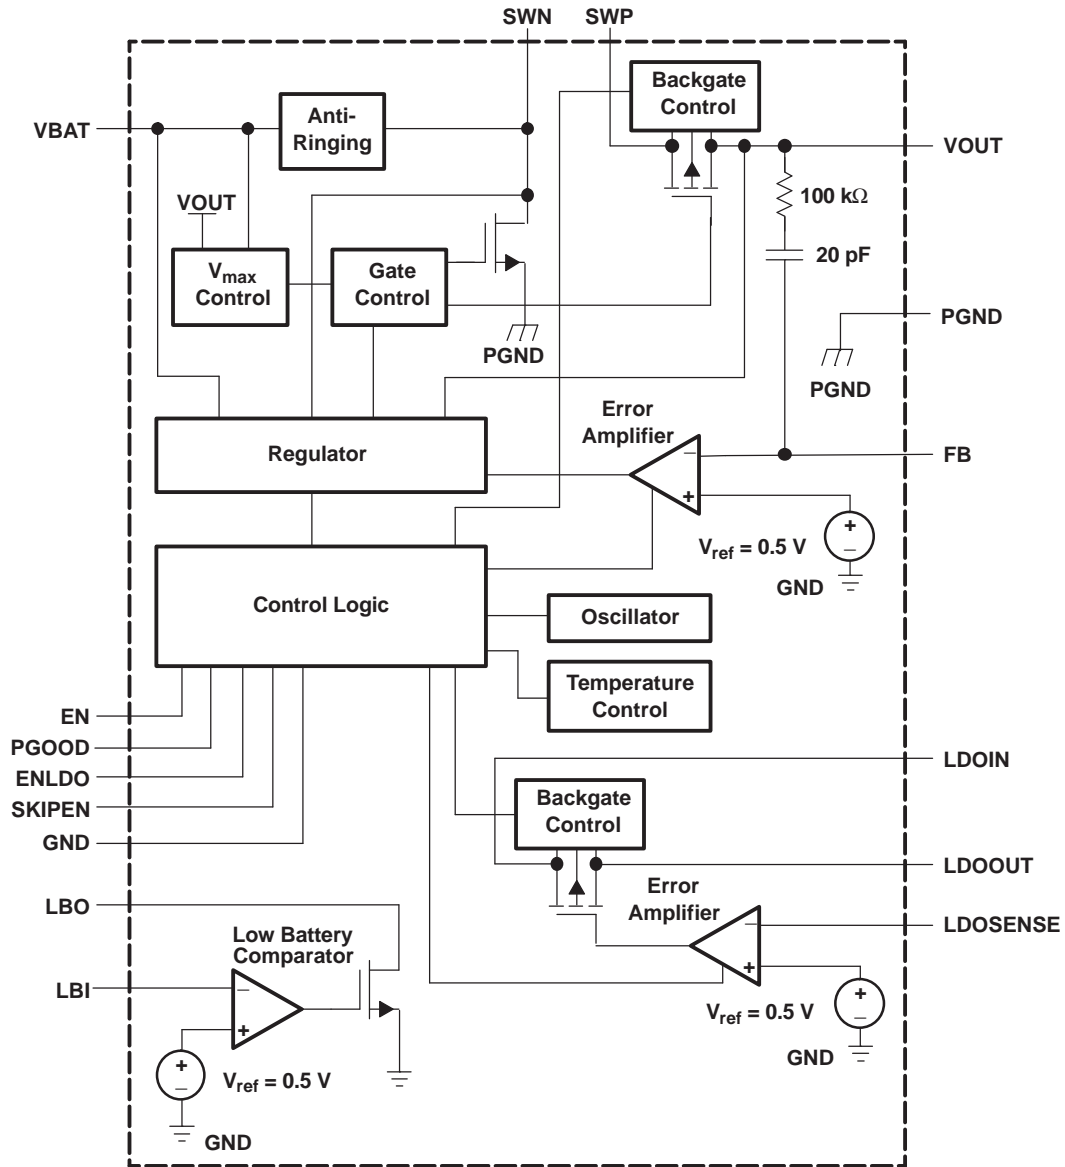 SWN
SWP
Backgate
Control
Anti-
Ringing
VBAT
VOUT
VOUT
100 kΩ
Vmax
Control
Gate
Control
20 pF
PGND
PGND
PGND
Error
Amplifier
Regulator
−
FB
+
+
−
Vref = 0.5 V
GND
Control Logic
Oscillator
Temperature
Control
EN
PGOOD
ENLDO
SKIPEN
GND
LDOIN
Backgate
Control
LDOOUT
Error
Amplifier
LBO
−
LDOSENSE
Low Battery
Comparator
+
LBI
−
+
−
Vref = 0.5 V
+
GND
+
−
Vref = 0.5 V
GND